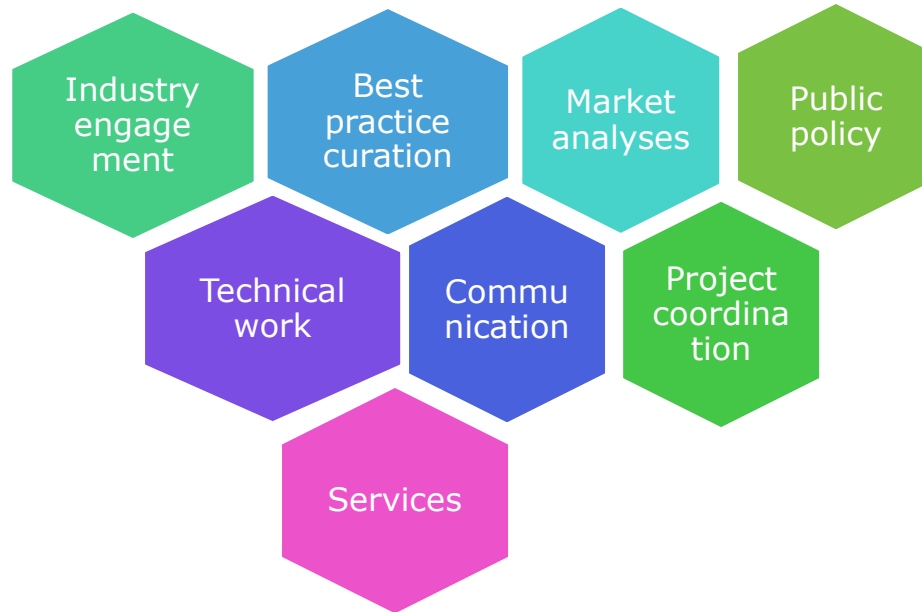 Industry
engage
ment
Best
practice
curation
Market
analyses
Public
policy
Technical
work
Commu
nication
Project
coordina
tion
Services